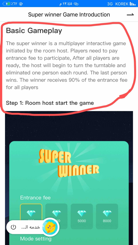 Super winner Game Introduction
Basic Gameplay
The super winner is a multiplayer interactive game
initiated by the room host. Players need to pay
entrance fee to participate, After all players are
ready, the host will begin to turn the turntable and
eliminated one person each round. The last person
wins. The winner receives 90% of the entrance fee
for all players
Step 1: Room host start the game
SUPER
WINNER
Entrance fee
Mode setting